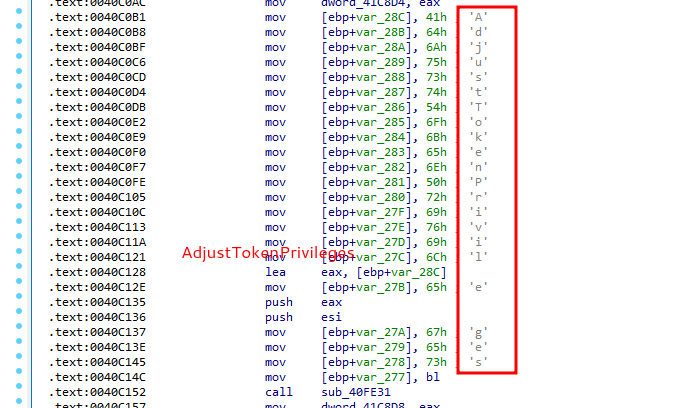 .text:0040C0AC mov dword_41C8D4, eax
.text:0040C0B1 mov [ebp+var_28C], 41h ; 'A'
.text:0040C0B8 mov [ebp+var_28B], 64h ; 'd'
.text:0040C0BF mov [ebp+var_28A], 6Ah ; 'j'
.text:0040C0C6 mov [ebp+var_289], 75h ; 'u'
.text:0040C0CD mov [ebp+var_288], 73h ; 's'
.text:0040C0D4 mov [ebp+var_287], 74h ; 't'
.text:0040C0DB mov [ebp+var_286], 54h ; 'T'
.text:0040C0E2 mov [ebp+var_285], 6Fh ; 'o'
.text:0040C0E9 mov [ebp+var_284], 6Bh ; 'k'
.text:0040C0F0 mov [ebp+var_283], 65h ; 'e'
.text:0040C0F7 mov [ebp+var_282], 6Eh ; 'n'
.text:0040C0FE mov [ebp+var_281], 50h ; 'P'
.text:0040C105 mov [ebp+var_280], 72h ; 'r'
.text:0040C10C mov [ebp+var_27F], 69h ; 'i'
.text:0040C113 mov [ebp+var_27E], 76h ; 'v'
.text:0040C11A mov [ebp+var_27D], 69h ; 'i'
AdjustTokenPrivileges
.text:0040C121 mov [ebp+var_27C], 6Ch ; 'l'
.text:0040C128 lea eax, [ebp+var_28C]
.text:0040C12E mov [ebp+var_27B], 65h ; 'e'
.text:0040C135 push eax
.text:0040C136 push esi
.text:0040C137 mov [ebp+var_27A], 67h ; 'g'
.text:0040C13E mov [ebp+var_279], 65h ; 'e'
.text:0040C145 mov [ebp+var_278], 73h ; 's'
.text:0040C14C mov [ebp+var_277], bl
.text:0040C152 call sub_40FE31
.text:0040C157 mov dword_41C8D8, eax